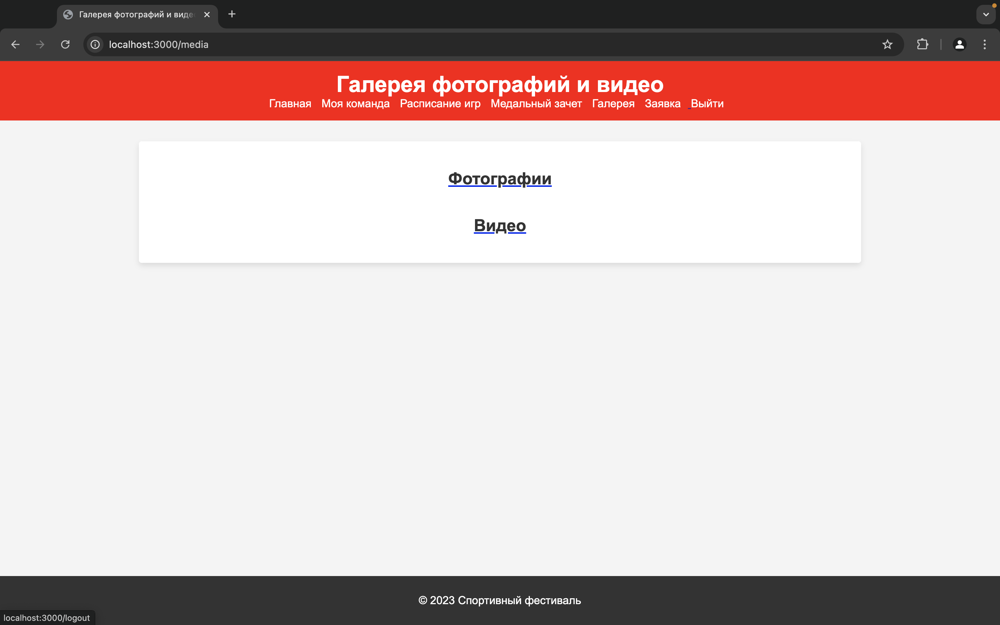 Галерея фотографий и виде
localhost:3000/media
Галерея фотографий и видео
Главная Моя команда Расписание игр Медальный зачет Галерея Заявка Выйти
Фотографии
Видео
© 2023 Спортивный фестиваль
localhost:3000/logout